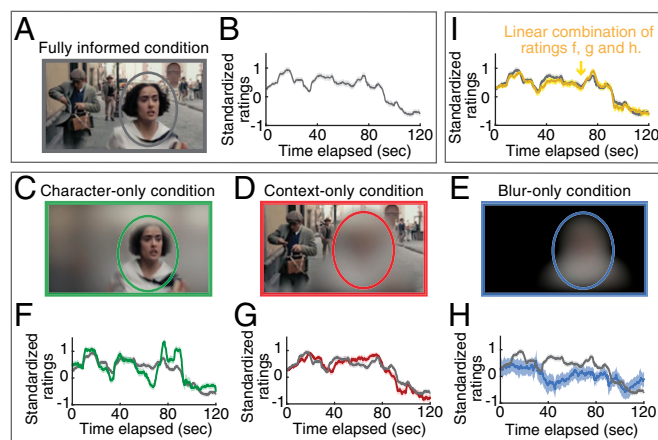 A
Fully informed condition
B
Standardized
ratings
1
0
-1
0 40 80 120
Time elapsed (sec)
I
Linear combination of
ratings f, g and h.
Standardized
ratings
1
0
-1
0 40 80 120
Time elapsed (sec)
C Character-only condition
D Context-only condition
E Blur-only condition
F
Standardized
ratings
1
0
-1
0 40 80 120
Time elapsed (sec)
G
Standardized
ratings
1
0
-1
0 40 80 120
Time elapsed (sec)
H
Standardized
ratings
1
0
-1
0 40 80 120
Time elapsed (sec)